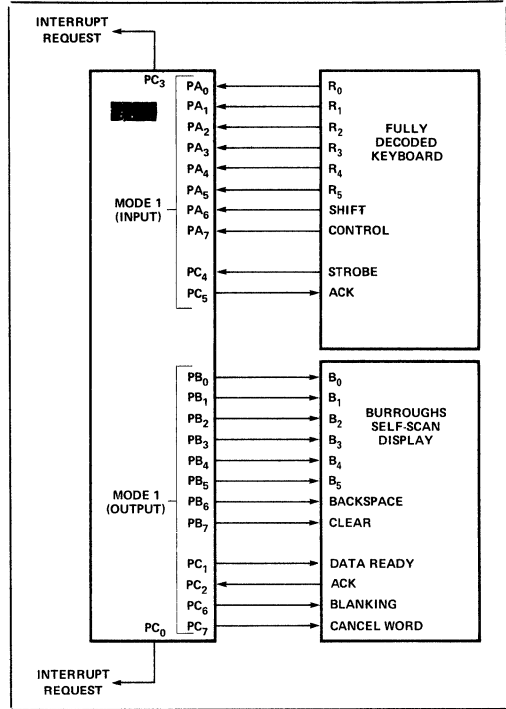 INTERRUPT
REQUEST
PC3
PA0 R0
PA1 R1
PA2 R2
PA3 R3
PA4 R4
PA5 R5
PA6 SHIFT
PA7 CONTROL
PC4 STROBE
PC5 ACK
MODE 1
(INPUT)
FULLY
DECODED
KEYBOARD
PB0 B0
PB1 B1
PB2 B2
PB3 B3
PB4 B4
PB5 B5
PB6 BACKSPACE
PB7 CLEAR
PC1 DATA READY
PC2 ACK
PC6 BLANKING
PC7 CANCEL WORD
MODE 1
(OUTPUT)
BURROUGHS
SELF-SCAN
DISPLAY
PC0
INTERRUPT
REQUEST